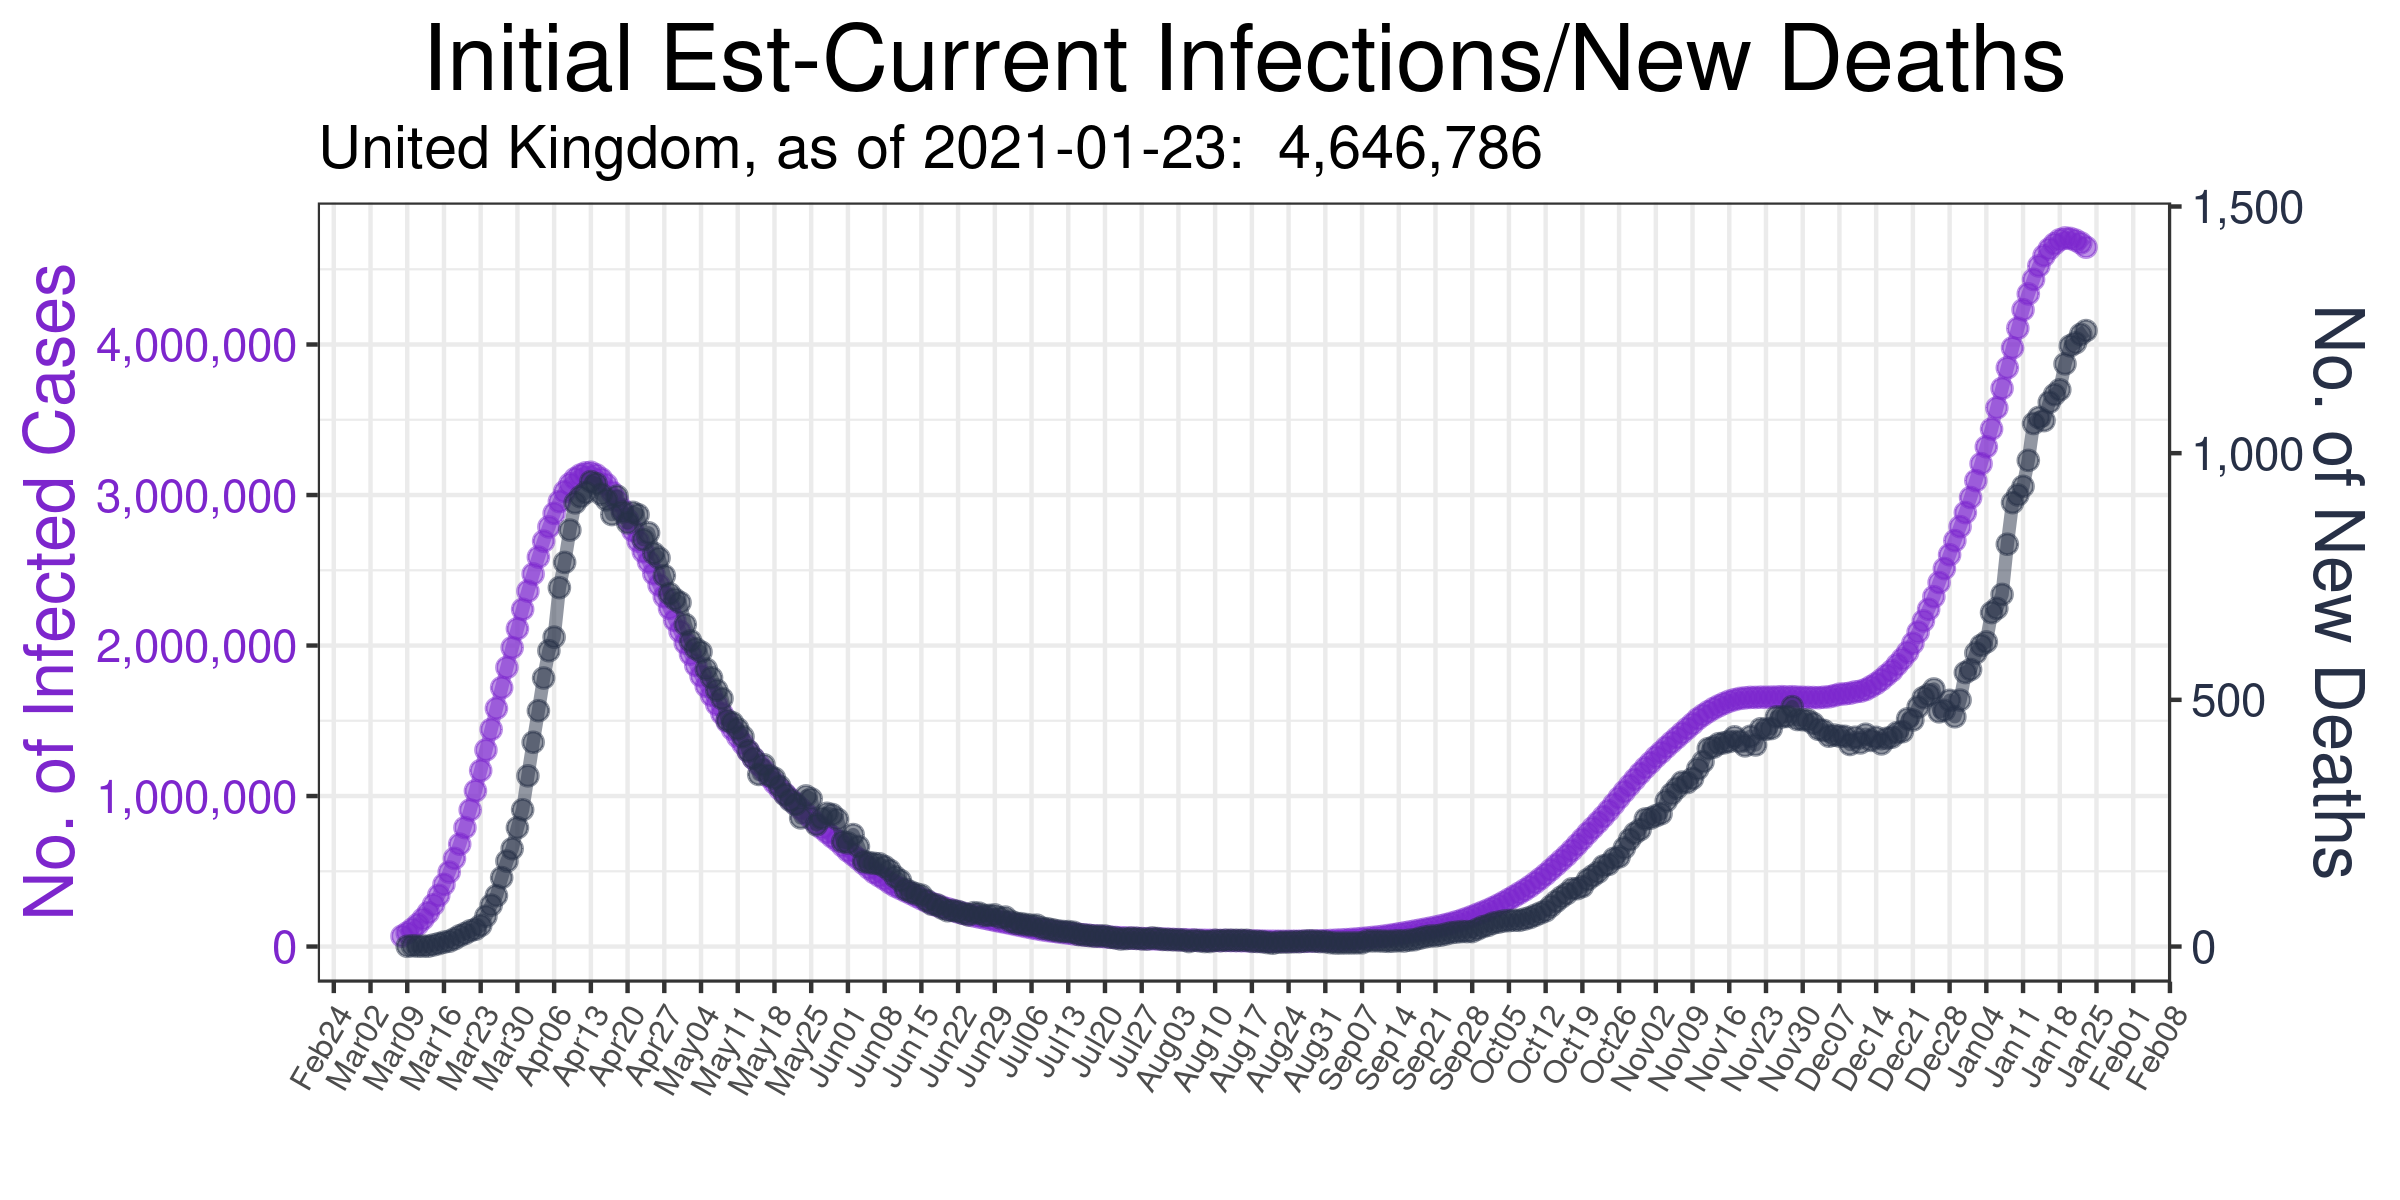 Initial Est-Current Infections/New Deaths
United Kingdom, as of 2021-01-23:  4,646,786
No. of Infected Cases
4,000,000
3,000,000
2,000,000
1,000,000
0
1,500
1,000
500
0
No. of New Deaths
Feb24
Mar02
Mar09
Mar16
Mar23
Mar30
Apr06
Apr13
Apr20
Apr27
May04
May11
May18
May25
Jun01
Jun08
Jun15
Jun22
Jun29
Jul06
Jul13
Jul20
Jul27
Aug03
Aug10
Aug17
Aug24
Aug31
Sep07
Sep14
Sep21
Sep28
Oct05
Oct12
Oct19
Oct26
Nov02
Nov09
Nov16
Nov23
Nov30
Dec07
Dec14
Dec21
Dec28
Jan04
Jan11
Jan18
Jan25
Feb01
Feb08